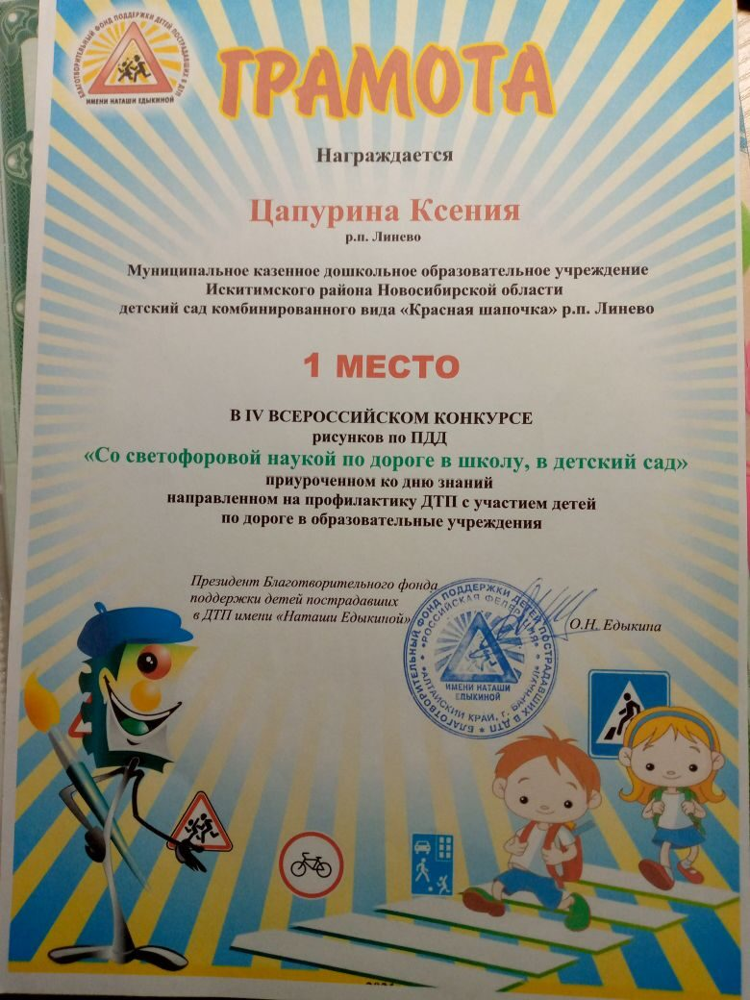 БЛАГОТВОРИТЕЛЬНЫЙ ФОНД ПОДДЕРЖКИ ДЕТЕЙ ПОСТРАДАВШИХ В ДТП
ИМЕНИ НАТАШИ ЕДЫКИНОЙ
ГРАМОТА
Награждается
Цапурина Ксения
р.п. Линево
Муниципальное казенное дошкольное образовательное учреждение
Искитимского района Новосибирской области
детский сад комбинированного вида «Красная шапочка» р.п. Линево
1 МЕСТО
В IV ВСЕРОССИЙСКОМ КОНКУРСЕ
рисунков по ПДД
«Со светофоровой наукой по дороге в школу, в детский сад»
приуроченном ко дню знаний
направленном на профилактику ДТП с участием детей
по дороге в образовательные учреждения
Президент Благотворительного фонда
поддержки детей пострадавших
в ДТП имени «Наташи Едыкиной»
О.Н. Едыкина
БЛАГОТВОРИТЕЛЬНЫЙ ФОНД ПОДДЕРЖКИ ДЕТЕЙ ПОСТРАДАВШИХ В ДТП
РОССИЙСКАЯ ФЕДЕРАЦИЯ
ИМЕНИ НАТАШИ
ЕДЫКИНОЙ
АЛТАЙСКИЙ КРАЙ, Г. БАРНАУЛ